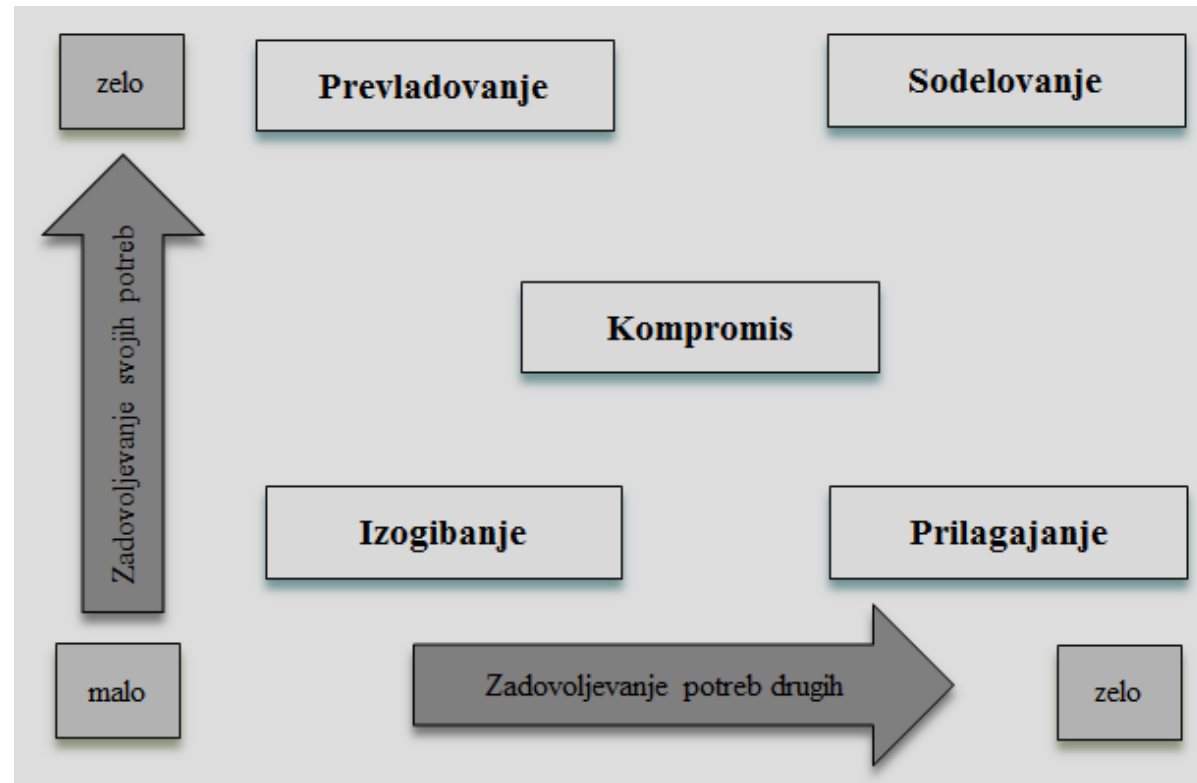 zelo
Prevladovanje
Sodelovanje
Zadovoljevanje svojih potreb
Kompromis
Izogibanje
Prilagajanje
malo
Zadovoljevanje potreb drugih
zelo